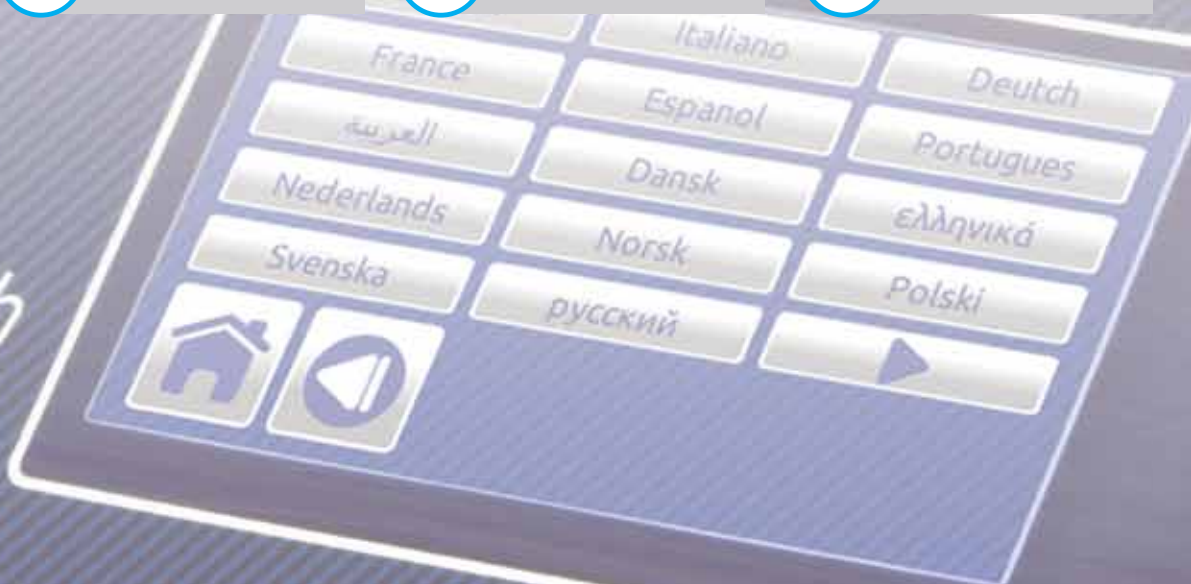 Italiano
Deutch
France
Espanol
Portugues
العربية
Dansk
ελληνικά
Nederlands
Norsk
Polski
Svenska
русский